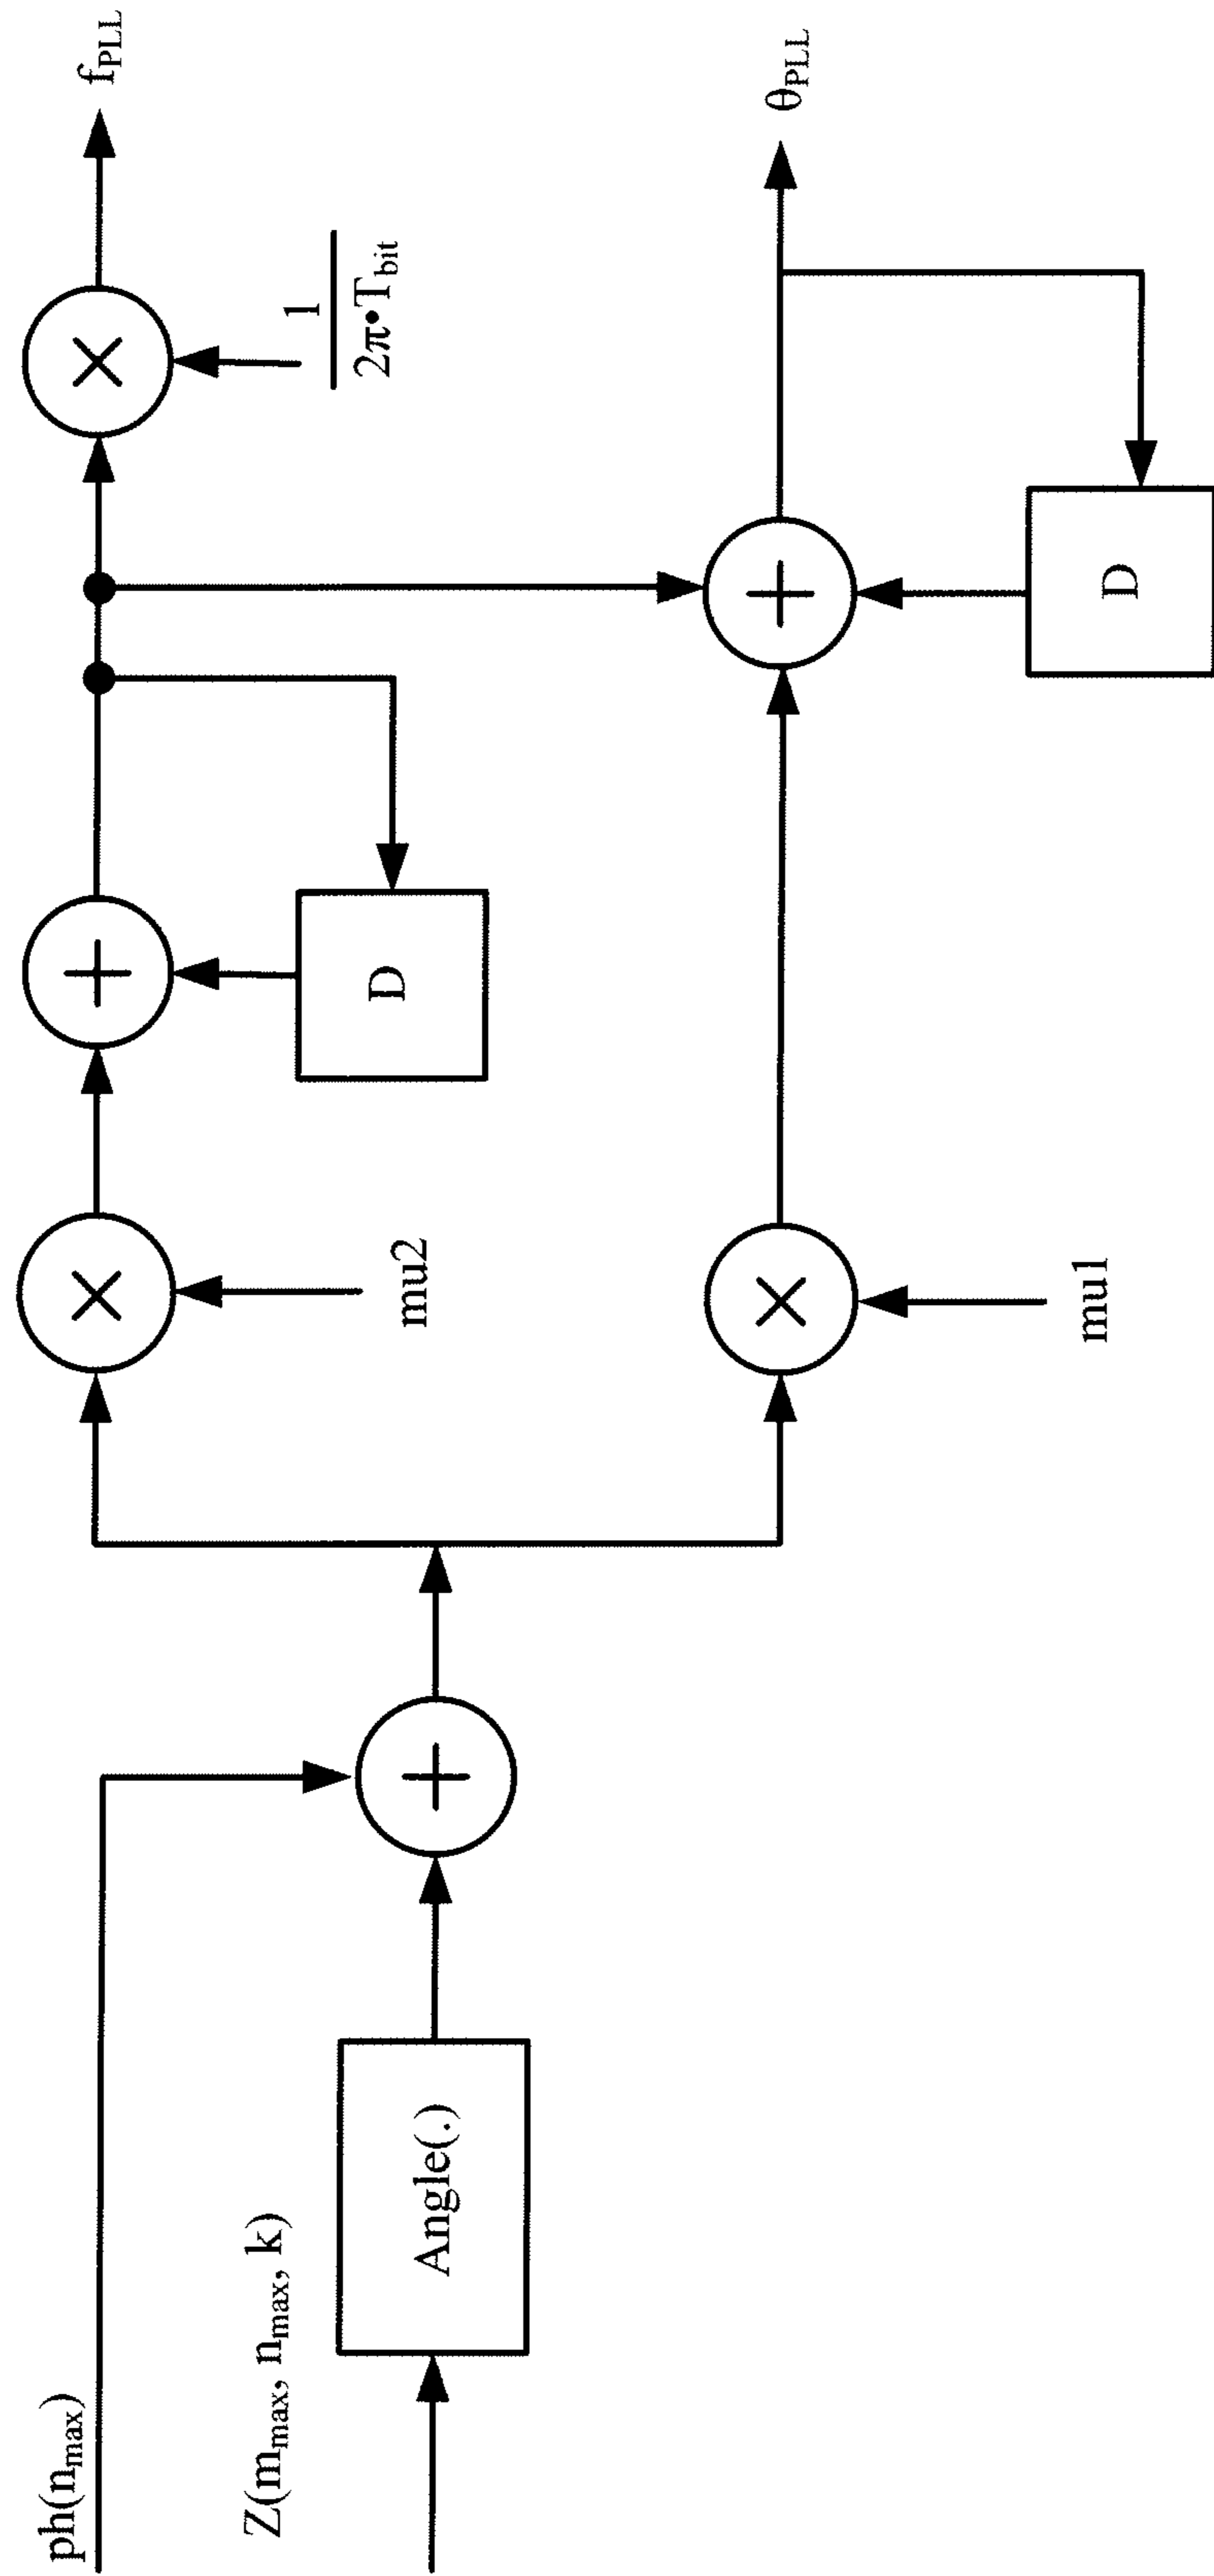 ph(n_max)
Z(m_max, n_max, k)
Angle(.)
+
×
mu2
+
D
×
1
2π•T_bit
f_PLL
×
mu1
+
D
θ_PLL